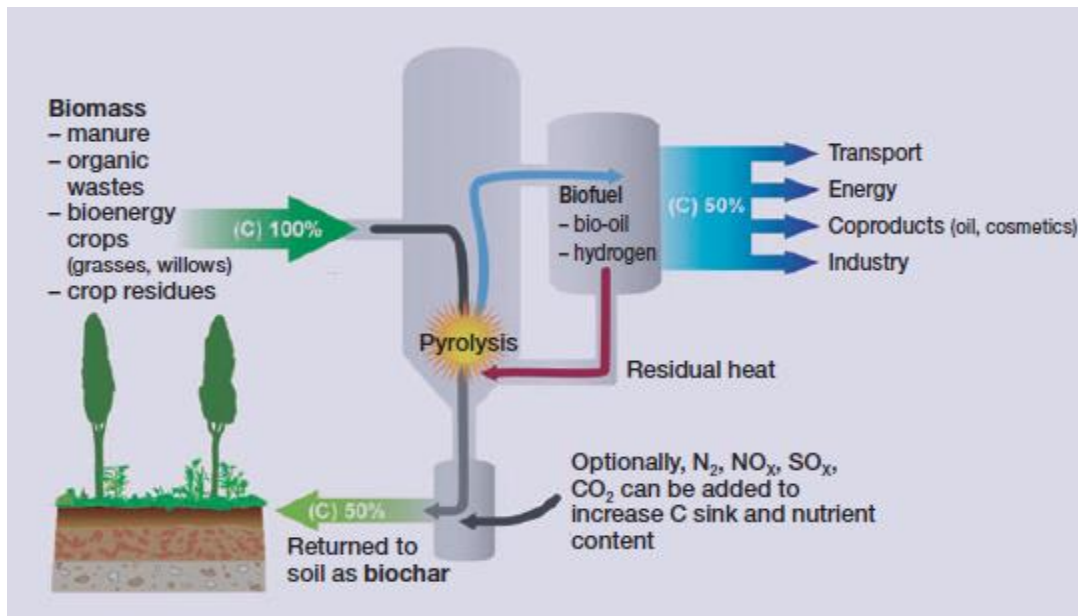 Biomass
– manure
– organic
wastes
– bioenergy
crops
(grasses, willows)
– crop residues
(C) 100%
Pyrolysis
Biofuel
– bio-oil
– hydrogen
(C) 50%
Transport
Energy
Coproducts (oil, cosmetics)
Industry
Residual heat
Optionally, N₂, NOₓ, SOₓ,
CO₂ can be added to
increase C sink and nutrient
content
(C) 50%
Returned to
soil as biochar